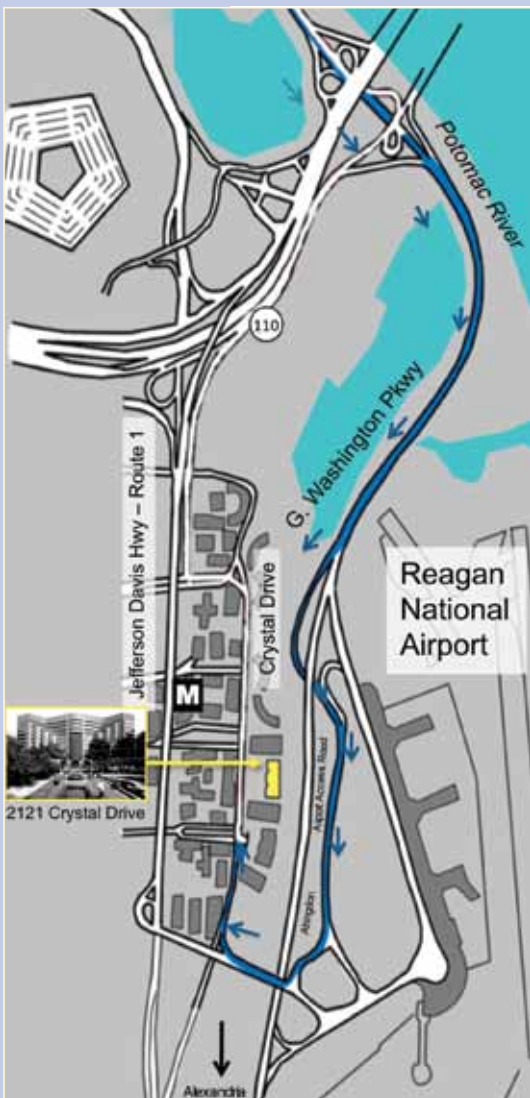 Potomac River
110
G. Washington Pkwy
Jefferson Davis Hwy – Route 1
Crystal Drive
Reagan
National
Airport
M
2121 Crystal Drive
Airport Access Road
Abingdon
Alexandria